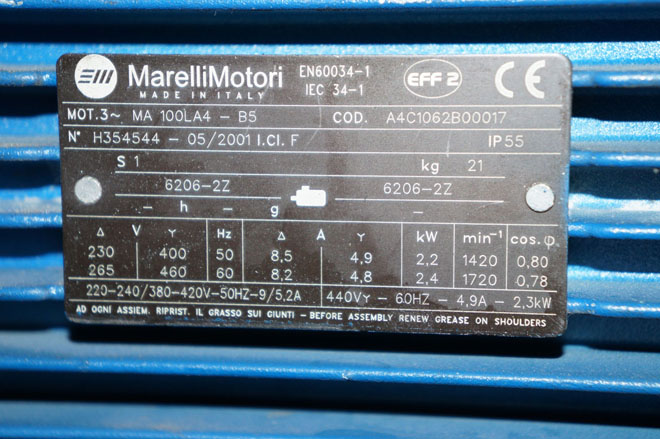 MarelliMotori
MADE IN ITALY
EN60034-1
IEC 34-1
EFF 2
CE
MOT.3~ MA 100LA4 - B5 COD. A4C1062B00017
N° H354544 - 05/2001 I.Cl. F IP55
S 1 kg 21
6206-2Z 6206-2Z
- h - g -
Δ V Y Hz Δ A Y kW min⁻¹ cos.φ
230 400 50 8,5 4,9 2,2 1420 0,80
265 460 60 8,2 4,8 2,4 1720 0,78
220-240/380-420V-50HZ-9/5,2A 440VY - 60HZ - 4,9A - 2,3kW
AD OGNI ASSIEM. RIPRIST. IL GRASSO SUI GIUNTI - BEFORE ASSEMBLY RENEW GREASE ON SHOULDERS